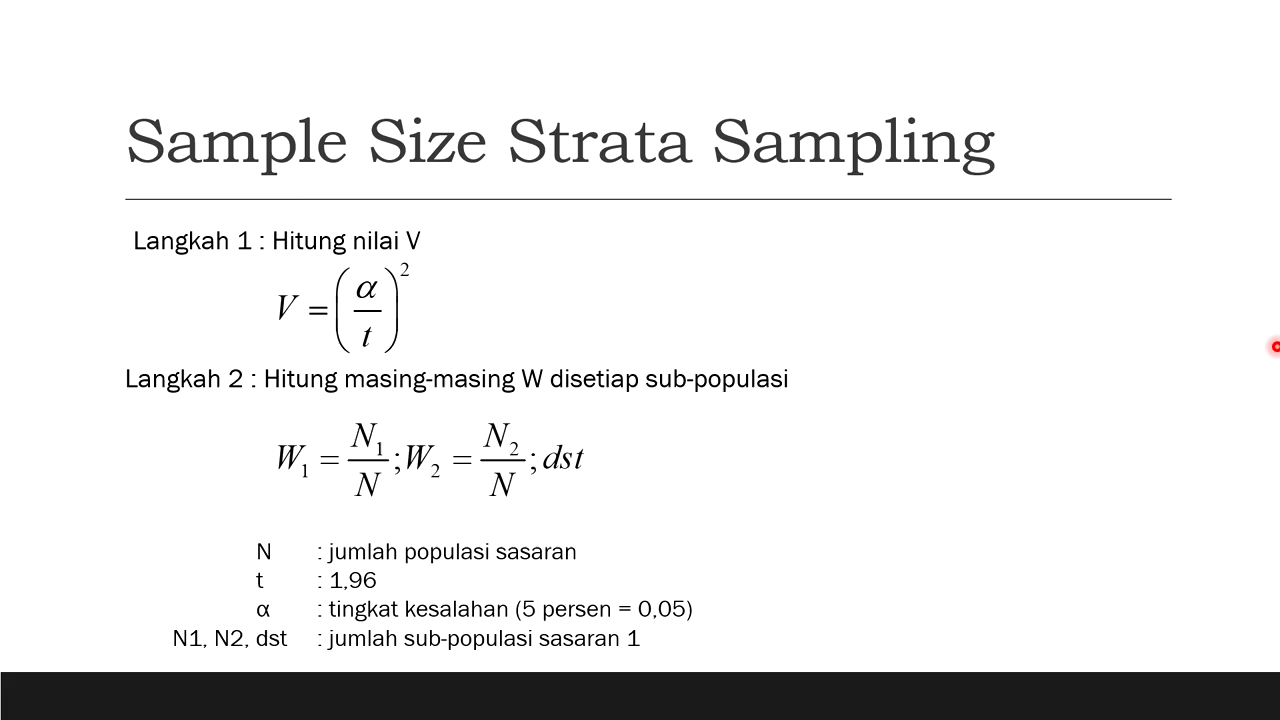 Sample Size Strata Sampling
Langkah 1 : Hitung nilai V
V = (α/t)²
Langkah 2 : Hitung masing-masing W disetiap sub-populasi
W₁ = N₁/N ; W₂ = N₂/N ; dst
N : jumlah populasi sasaran
t : 1,96
α : tingkat kesalahan (5 persen = 0,05)
N1, N2, dst : jumlah sub-populasi sasaran 1